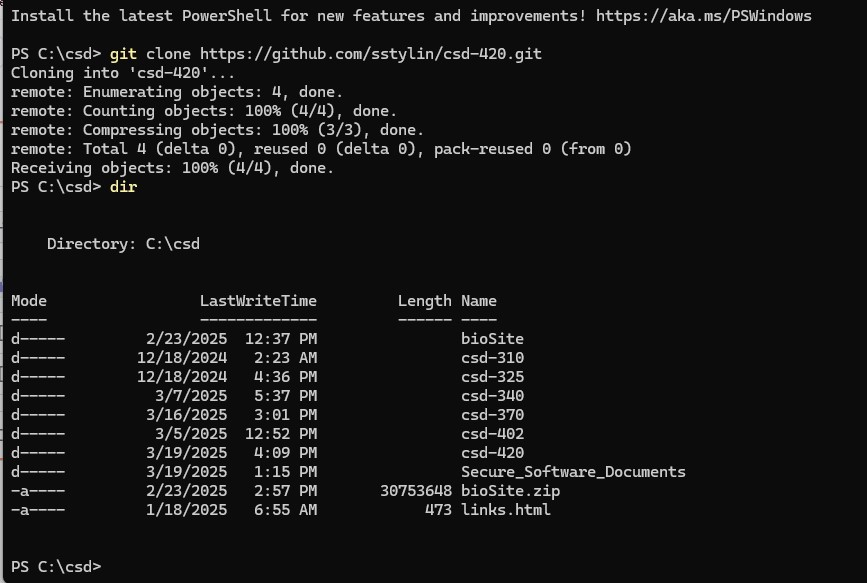 Install the latest PowerShell for new features and improvements! https://aka.ms/PSWindows
PS C:\csd> git clone https://github.com/sstylin/csd-420.git
Cloning into 'csd-420'...
remote: Enumerating objects: 4, done.
remote: Counting objects: 100% (4/4), done.
remote: Compressing objects: 100% (3/3), done.
remote: Total 4 (delta 0), reused 0 (delta 0), pack-reused 0 (from 0)
Receiving objects: 100% (4/4), done.
PS C:\csd> dir
Directory: C:\csd
Mode LastWriteTime Length Name
---- ------------- ------ ----
d----- 2/23/2025 12:37 PM bioSite
d----- 12/18/2024 2:23 AM csd-310
d----- 12/18/2024 4:36 PM csd-325
d----- 3/7/2025 5:37 PM csd-340
d----- 3/16/2025 3:01 PM csd-370
d----- 3/5/2025 12:52 PM csd-402
d----- 3/19/2025 4:09 PM csd-420
d----- 3/19/2025 1:15 PM Secure_Software_Documents
-a---- 2/23/2025 2:57 PM 30753648 bioSite.zip
-a---- 1/18/2025 6:55 AM 473 links.html
PS C:\csd>